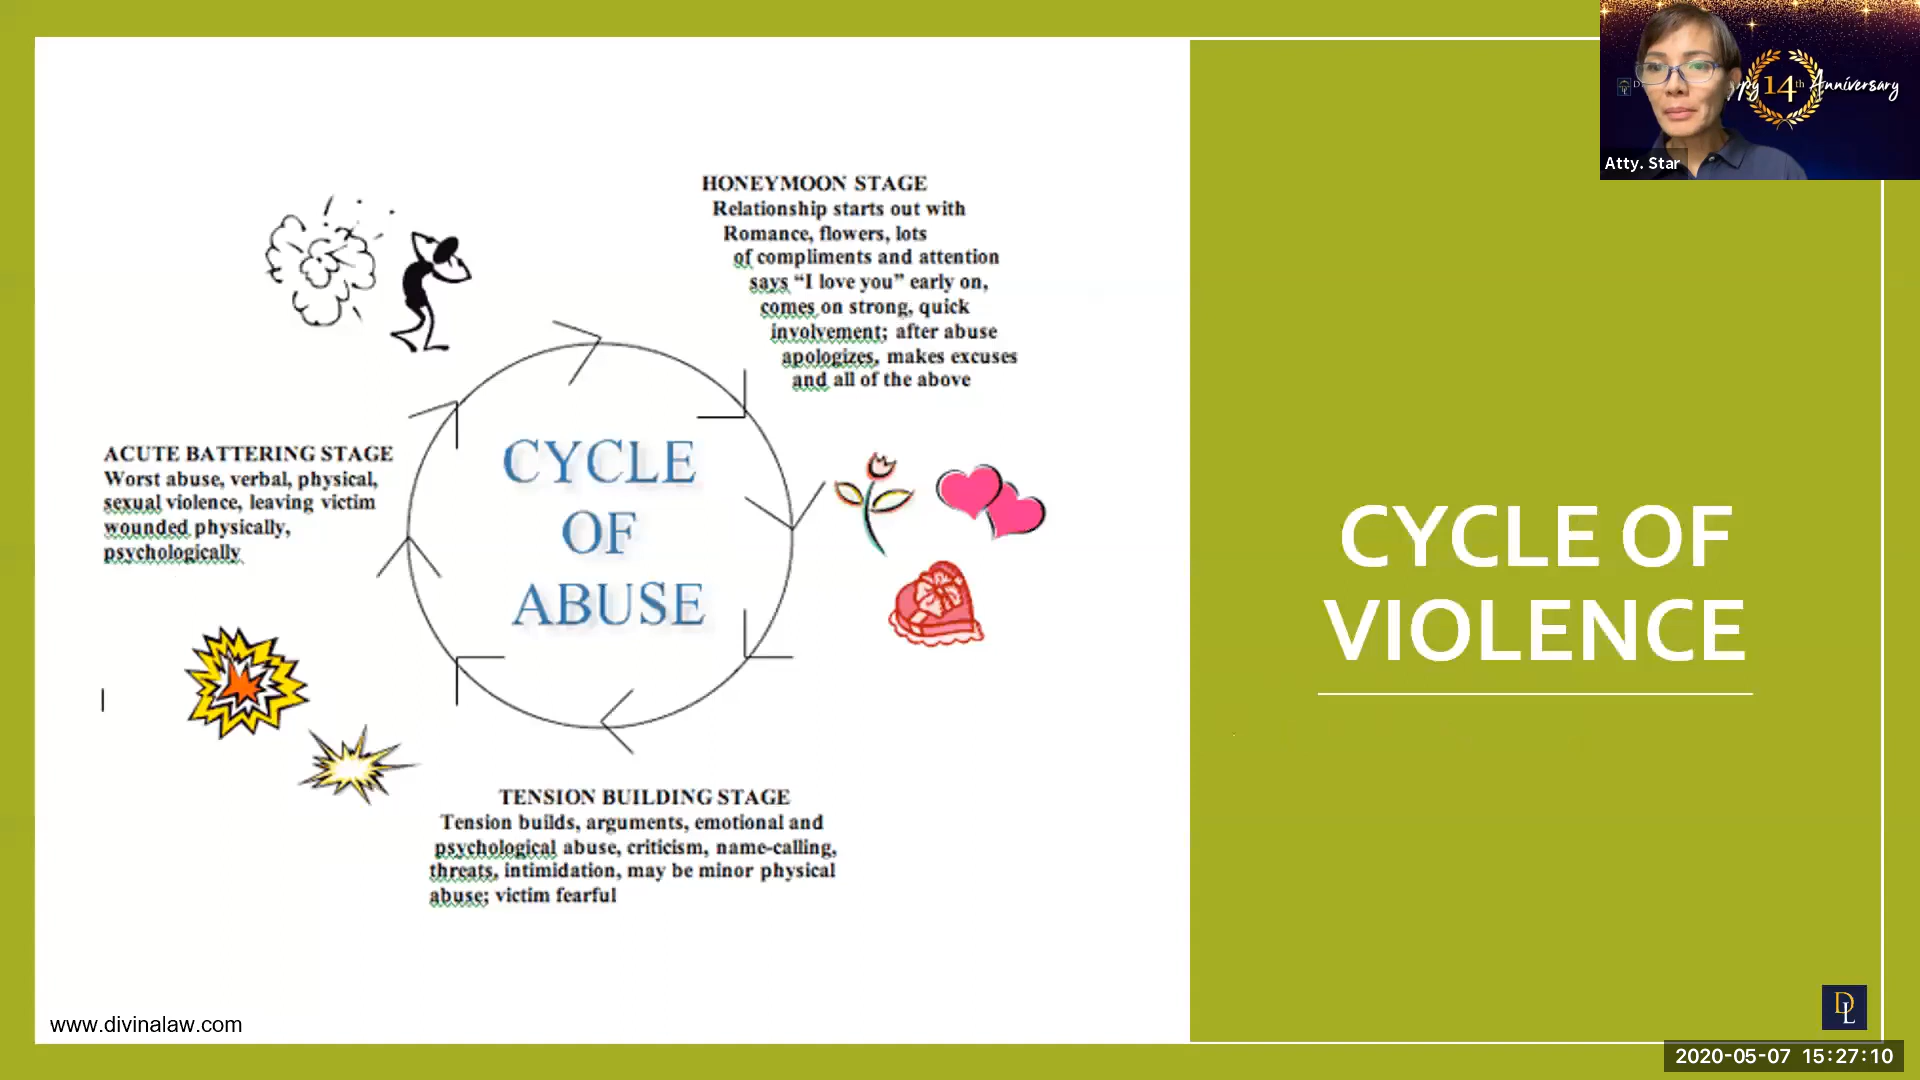 HONEYMOON STAGE
Relationship starts out with
Romance, flowers, lots
of compliments and attention
says “I love you” early on,
comes on strong, quick
involvement; after abuse
apologizes, makes excuses
and all of the above
ACUTE BATTERING STAGE
Worst abuse, verbal, physical,
sexual violence, leaving victim
wounded physically,
psychologically
CYCLE
OF
ABUSE
TENSION BUILDING STAGE
Tension builds, arguments, emotional and
psychological abuse, criticism, name-calling,
threats, intimidation, may be minor physical
abuse; victim fearful
www.divinalaw.com
14th Anniversary
Atty. Star
CYCLE OF
VIOLENCE
DL
2020-05-07 15:27:10